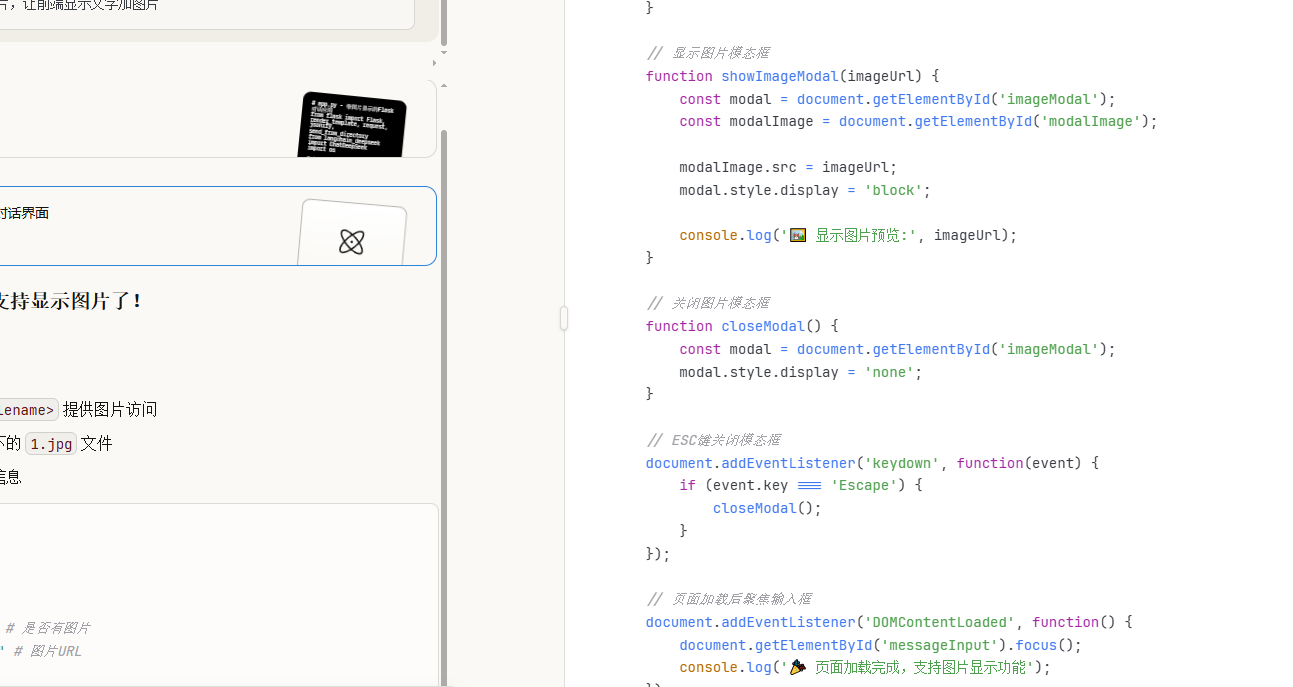 片，让前端显示文字加图片
# app.py - 带图片显示的Flask
对话应用
from flask import Flask,
render_template, request,
jsonify,
send_from_directory
from langchain_deepseek
import ChatDeepSeek
import os
对话界面
支持显示图片了！
lename> 提供图片访问
下的 1.jpg 文件
信息
# 是否有图片
" # 图片URL
}
// 显示图片模态框
function showImageModal(imageUrl) {
const modal = document.getElementById('imageModal');
const modalImage = document.getElementById('modalImage');
modalImage.src = imageUrl;
modal.style.display = 'block';
console.log('🖼️ 显示图片预览:', imageUrl);
}
// 关闭图片模态框
function closeModal() {
const modal = document.getElementById('imageModal');
modal.style.display = 'none';
}
// ESC键关闭模态框
document.addEventListener('keydown', function(event) {
if (event.key === 'Escape') {
closeModal();
}
});
// 页面加载后聚焦输入框
document.addEventListener('DOMContentLoaded', function() {
document.getElementById('messageInput').focus();
console.log('🎉 页面加载完成，支持图片显示功能');